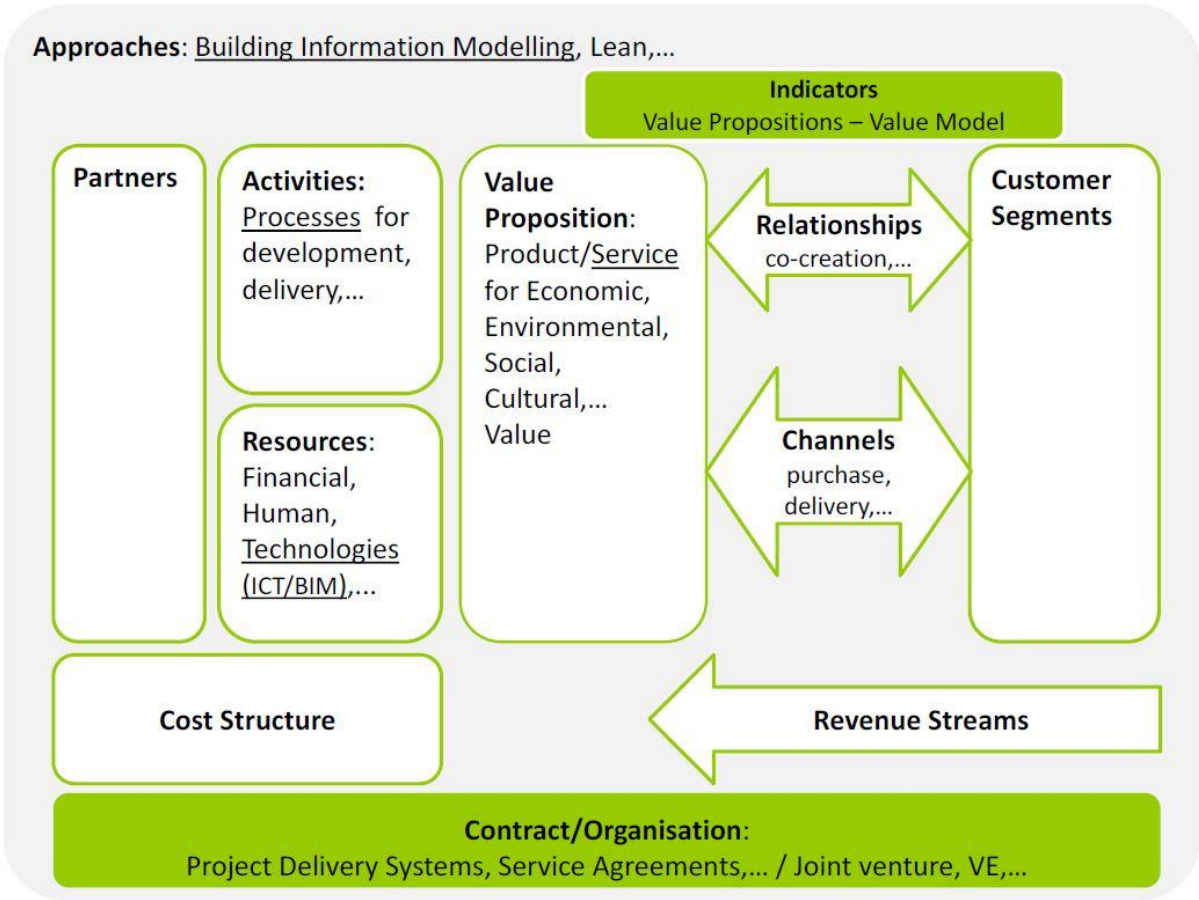 Approaches: Building Information Modelling, Lean,...
Indicators
Value Propositions – Value Model
Partners
Activities:
Processes for
development,
delivery,...
Resources:
Financial,
Human,
Technologies
(ICT/BIM),...
Value
Proposition:
Product/Service
for Economic,
Environmental,
Social,
Cultural,...
Value
Relationships
co-creation,...
Channels
purchase,
delivery,...
Customer
Segments
Cost Structure
Revenue Streams
Contract/Organisation:
Project Delivery Systems, Service Agreements,... / Joint venture, VE,...